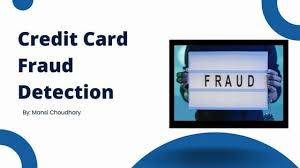 Credit Card
Fraud
Detection
By: Mansi Choudhary
FRAUD